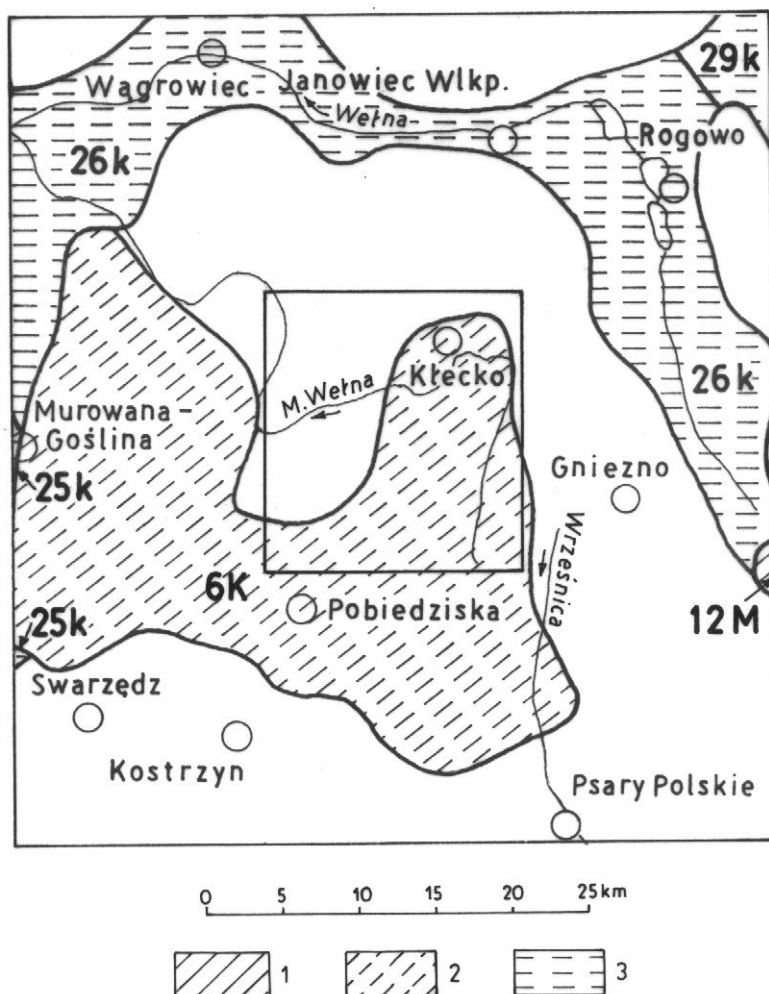 29k
Wągrowiec
Janowiec Wlkp.
Wełna
Rogowo
26k
Kłecko
M. Wełna
26k
Murowana-
Goślina
25k
Gniezno
Wrześnica
6K
Pobiedziska
12M
25k
Swarzędz
Kostrzyn
Psary Polskie
0 5 10 15 20 25km
1 2 3